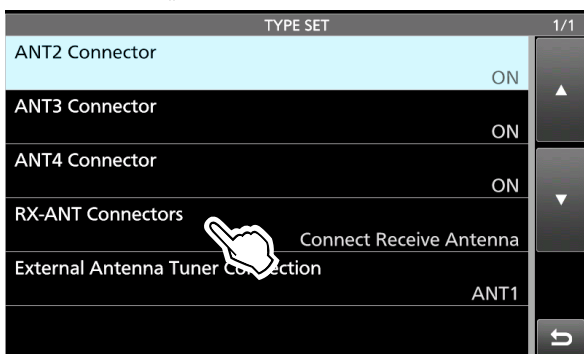 TYPE SET 1/1
ANT2 Connector
ON
ANT3 Connector
ON
ANT4 Connector
ON
RX-ANT Connectors
Connect Receive Antenna
External Antenna Tuner
ANT1